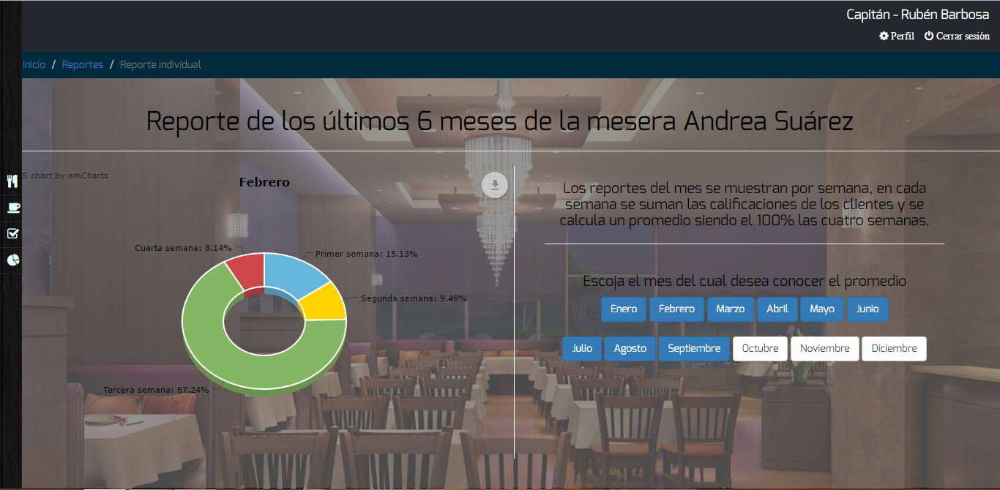 Capitán - Rubén Barbosa
Perfil Cerrar sesión
Inicio / Reportes / Reporte individual
Reporte de los últimos 6 meses de la mesera Andrea Suárez
S chart by amCharts
Febrero
Cuarta semana: 8.14%
Primer semana: 15.13%
Segunda semana: 9.49%
Tercera semana: 67.24%
Los reportes del mes se muestran por semana, en cada
semana se suman las calificaciones de los clientes y se
calcula un promedio siendo el 100% las cuatro semanas.
Escoja el mes del cual desea conocer el promedio
Enero Febrero Marzo Abril Mayo Junio
Julio Agosto Septiembre Octubre Noviembre Diciembre